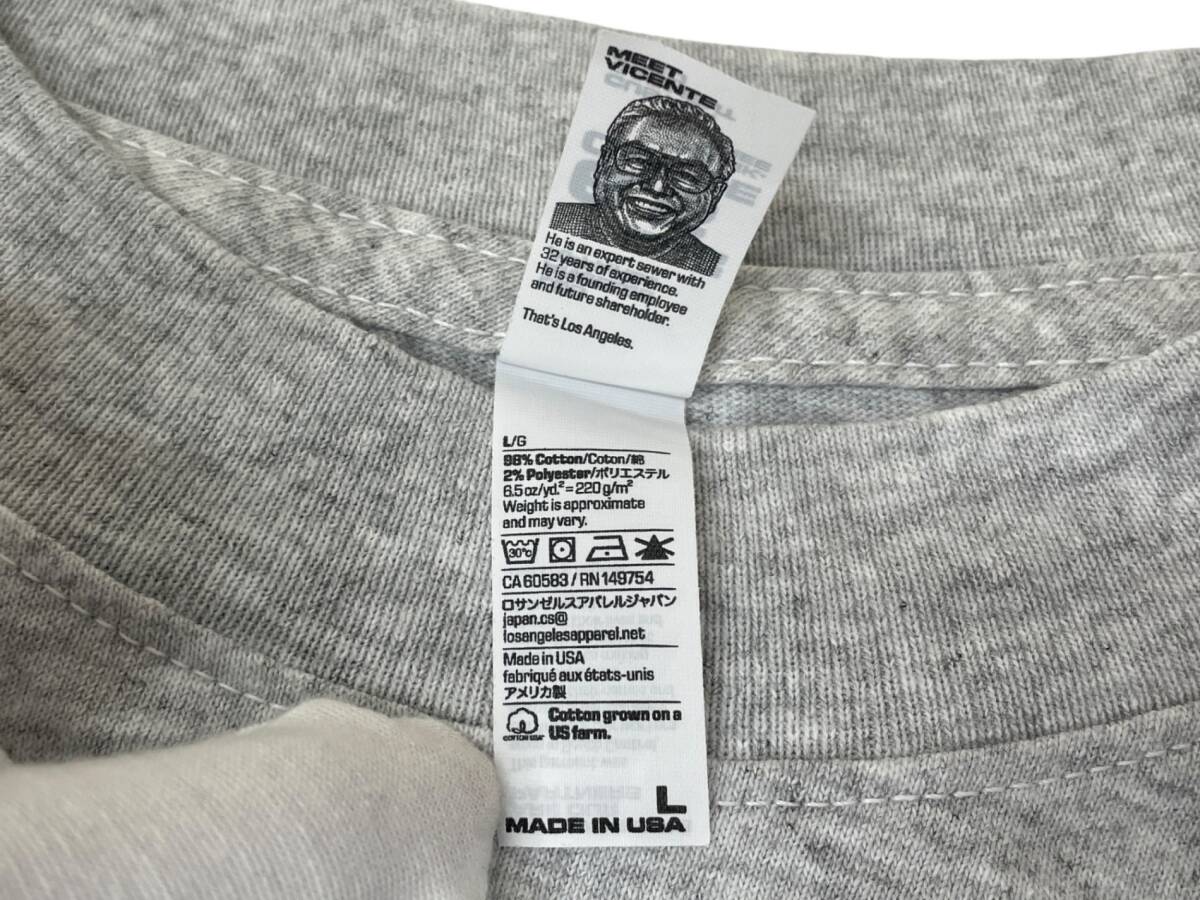 MEET
VICENTE
He is an expert sewer with
32 years of experience.
He is a founding employee
and future shareholder.
That's Los Angeles.
L/G
98% Cotton/Coton/綿
2% Polyester/ポリエステル
6.5 oz/yd.² = 220 g/m²
Weight is approximate
and may vary.
30°C
CA 60583 / RN 149754
ロサンゼルスアパレルジャパン
japan.cs@
losangelesapparel.net
Made in USA
fabriqué aux états-unis
アメリカ製
COTTON USA
Cotton grown on a
US farm.
L
MADE IN USA